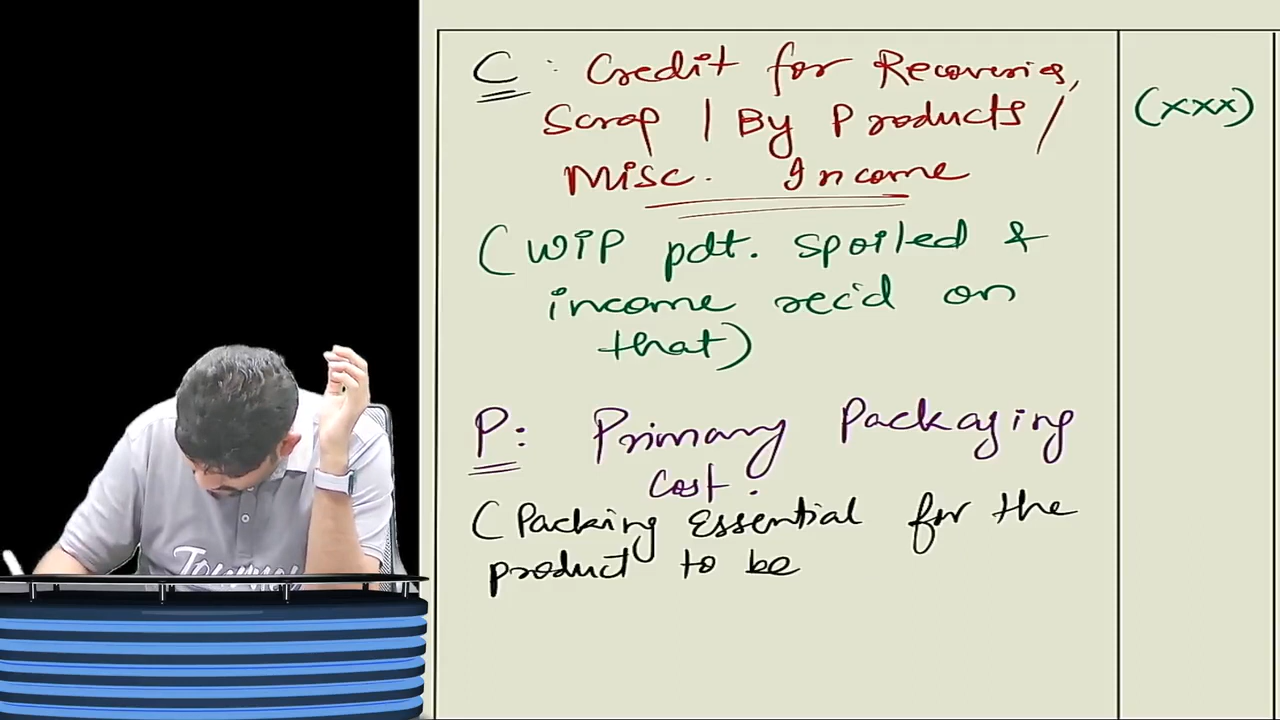 C : Credit for Recoveries,
Scrap / By Products /
Misc. Income
(xxx)
(WIP pdt. spoiled &
income rec'd on
that)
P: Primary Packaging
Cost.
(Packing Essential for the
product to be